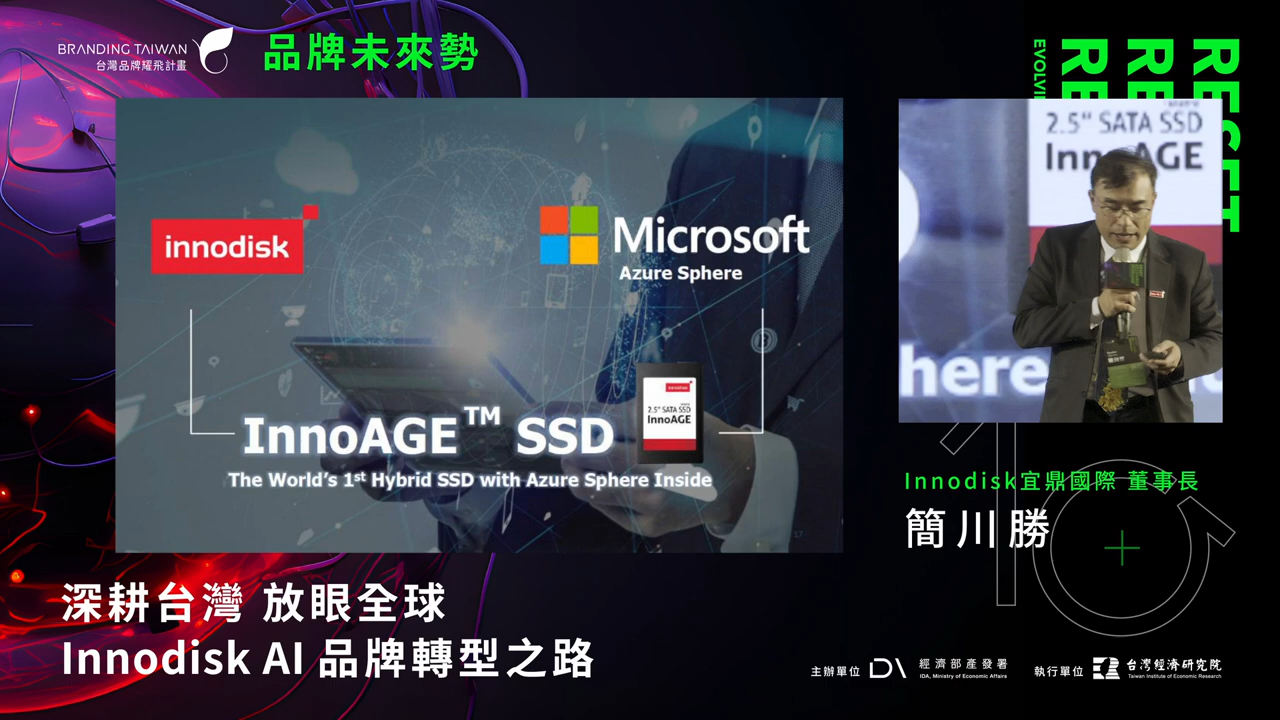 BRANDING TAIWAN
台灣品牌耀飛計畫
品牌未來勢
innodisk
Microsoft
Azure Sphere
InnoAGE™ SSD
The World's 1st Hybrid SSD with Azure Sphere Inside
innodisk
2.5" SATA SSD
InnoAGE
17
RESET
RE
RE
EVOLVI
2.5" SATA SSD
InnoAGE
here
Innodisk宜鼎國際 董事長
簡川勝
深耕台灣 放眼全球
Innodisk AI 品牌轉型之路
主辦單位
經濟部產發署
IDA, Ministry of Economic Affairs
執行單位
台灣經濟研究院
Taiwan Institute of Economic Research